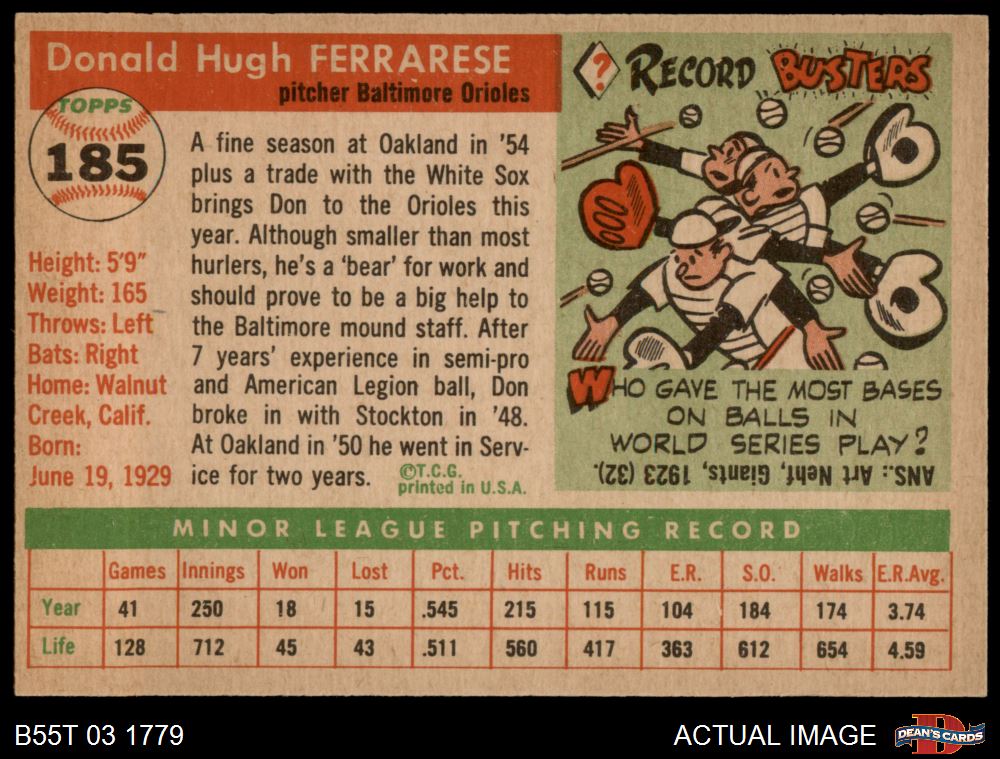 Donald Hugh FERRARESE
pitcher Baltimore Orioles
TOPPS
185
Height: 5'9"
Weight: 165
Throws: Left
Bats: Right
Home: Walnut
Creek, Calif.
Born:
June 19, 1929
A fine season at Oakland in '54
plus a trade with the White Sox
brings Don to the Orioles this
year. Although smaller than most
hurlers, he's a 'bear' for work and
should prove to be a big help to
the Baltimore mound staff. After
7 years' experience in semi-pro
and American Legion ball, Don
broke in with Stockton in '48.
At Oakland in '50 he went in Serv-
ice for two years.
©T.C.G.
printed in U.S.A.
? RECORD BUSTERS
WHO GAVE THE MOST BASES
ON BALLS IN
WORLD SERIES PLAY?
ANS.: Art Nehf, Giants, 1923 (32).
MINOR LEAGUE PITCHING RECORD
Games Innings Won Lost Pct. Hits Runs E.R. S.O. Walks E.R.Avg.
Year 41 250 18 15 .545 215 115 104 184 174 3.74
Life 128 712 45 43 .511 560 417 363 612 654 4.59
B55T 03 1779
ACTUAL IMAGE
D
DEAN'S CARDS